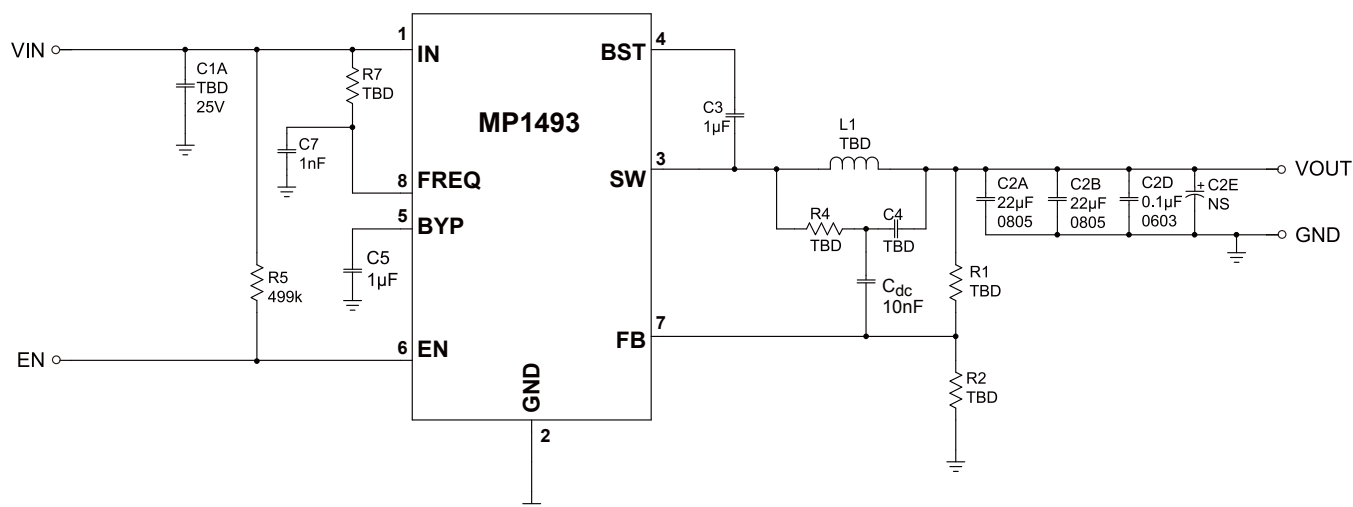 VIN
C1A
TBD
25V
R7
TBD
C7
1nF
R5
499k
C5
1µF
EN
1
IN
8
FREQ
5
BYP
6
EN
MP1493
GND
2
BST
4
SW
3
FB
7
C3
1µF
L1
TBD
R4
TBD
C4
TBD
Cdc
10nF
R1
TBD
R2
TBD
C2A
22µF
0805
C2B
22µF
0805
C2D
0.1µF
0603
+
C2E
NS
VOUT
GND